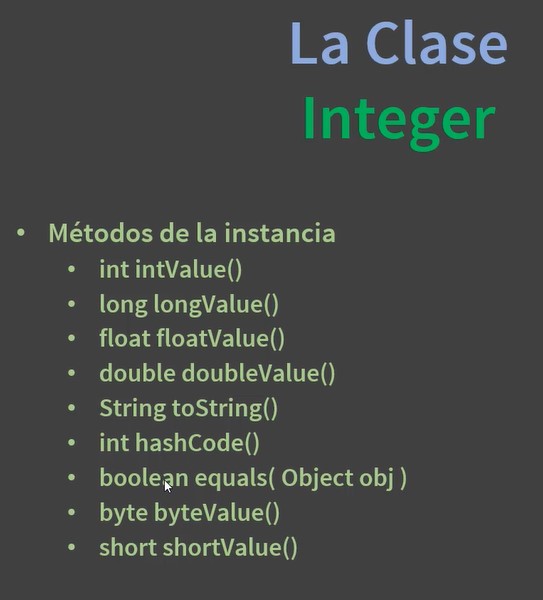 La Clase
Integer
• Métodos de la instancia
• int intValue()
• long longValue()
• float floatValue()
• double doubleValue()
• String toString()
• int hashCode()
• boolean equals( Object obj )
• byte byteValue()
• short shortValue()